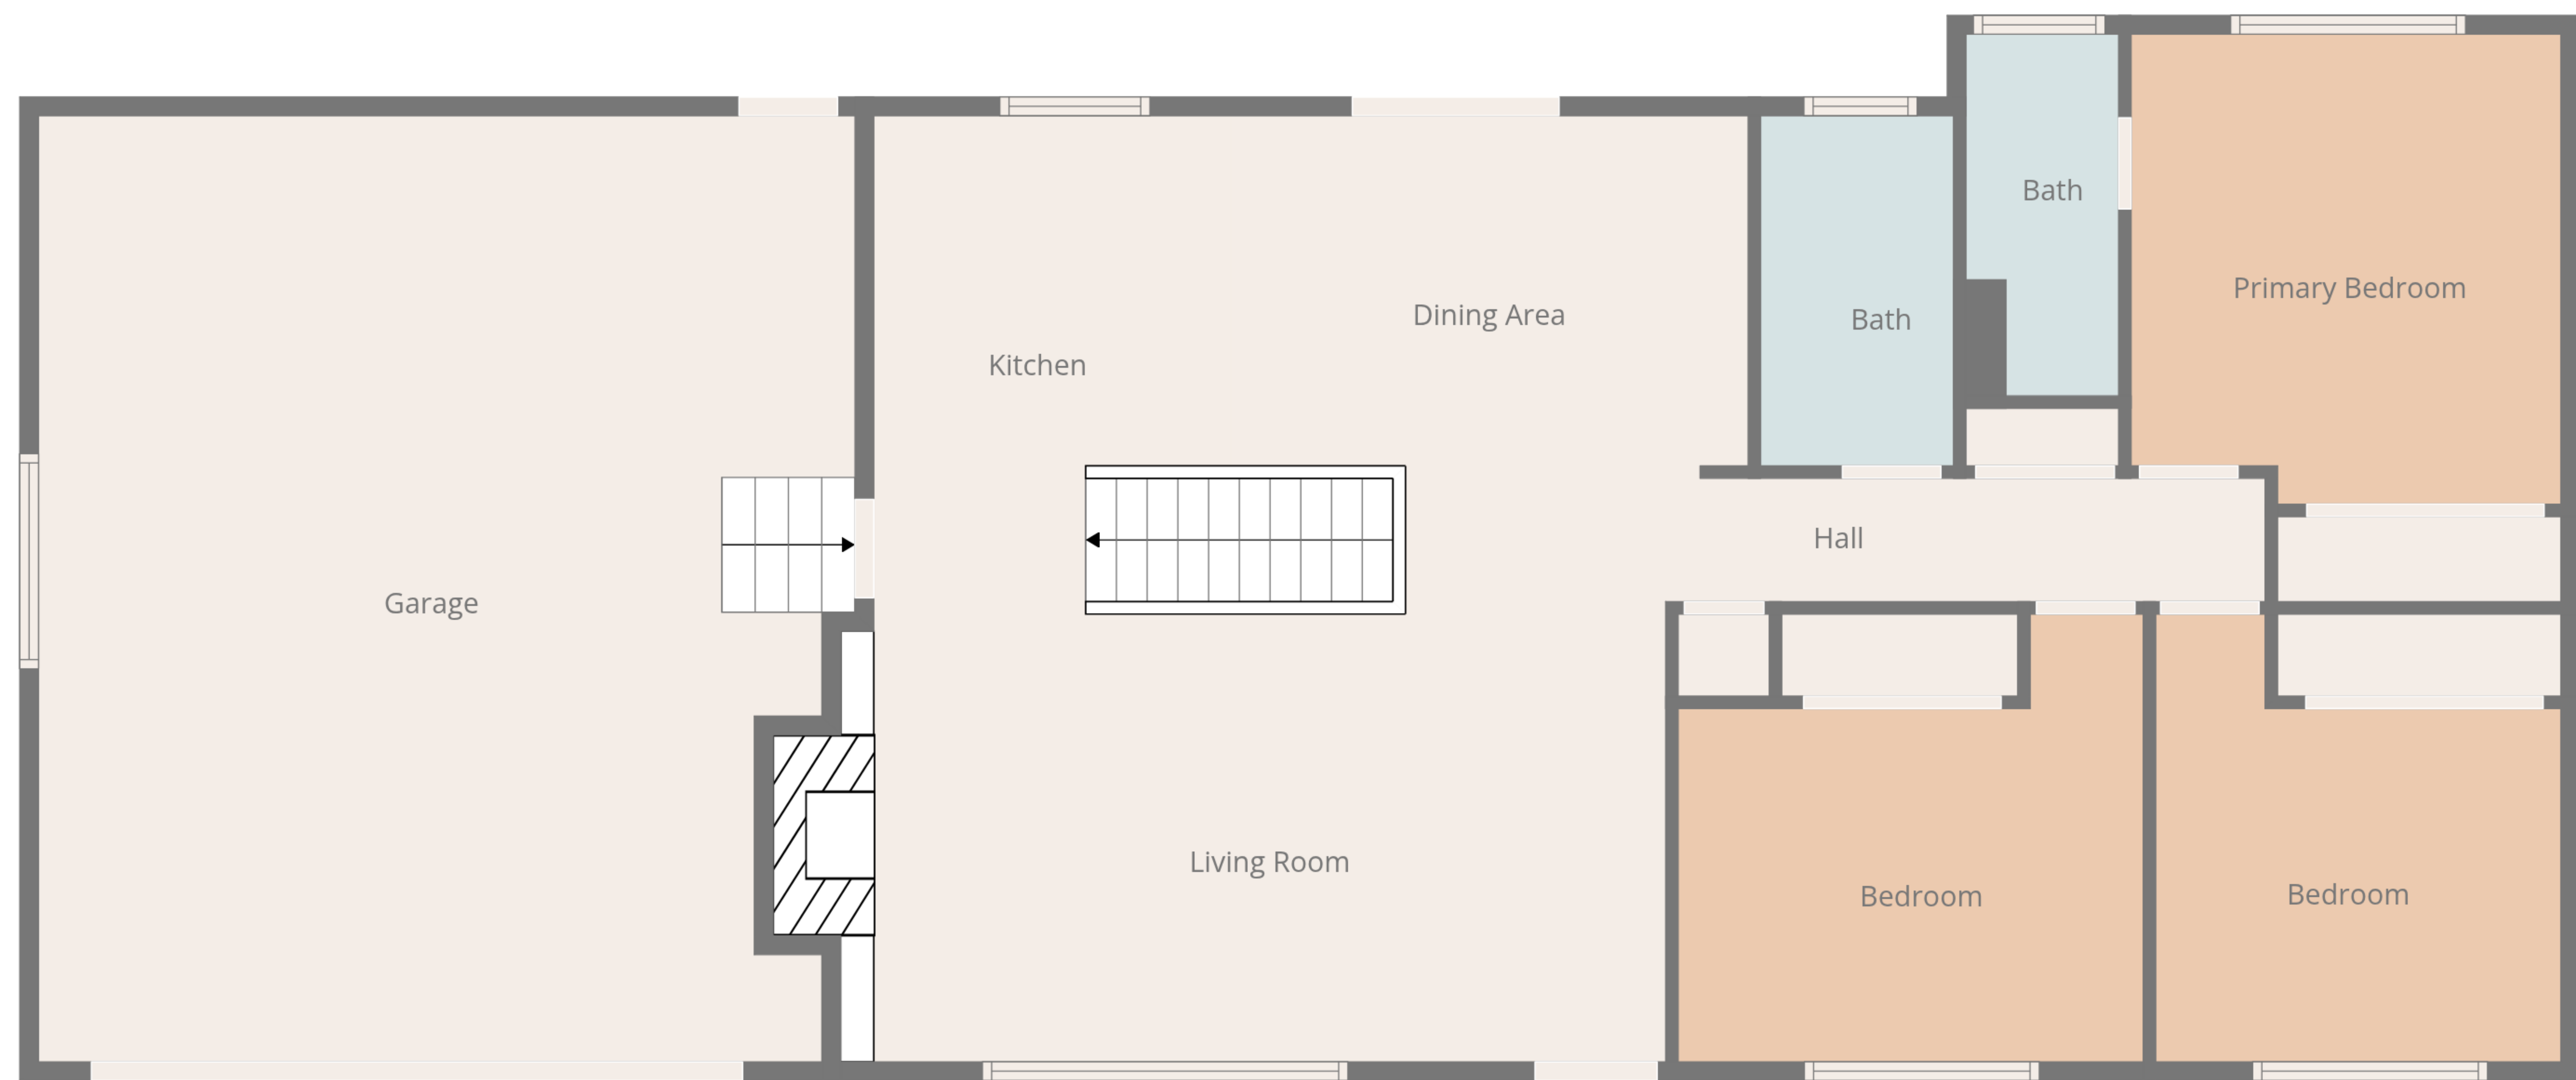 Bath
Primary Bedroom
Dining Area
Bath
Kitchen
Hall
Garage
Living Room
Bedroom
Bedroom